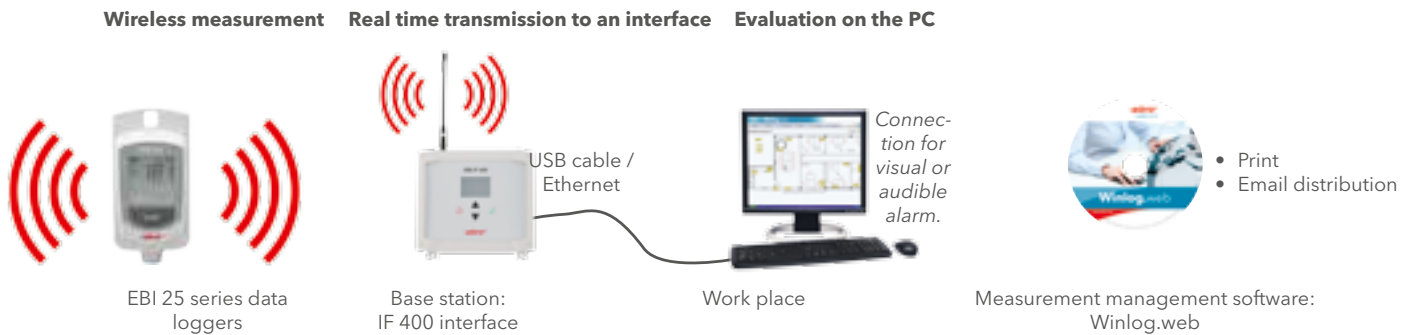 Wireless measurement
Real time transmission to an interface
Evaluation on the PC
USB cable /
Ethernet
Connec-
tion for
visual or
audible
alarm.
Winlog.web
• Print
• Email distribution
EBI 25 series data
loggers
Base station:
IF 400 interface
Work place
Measurement management software:
Winlog.web